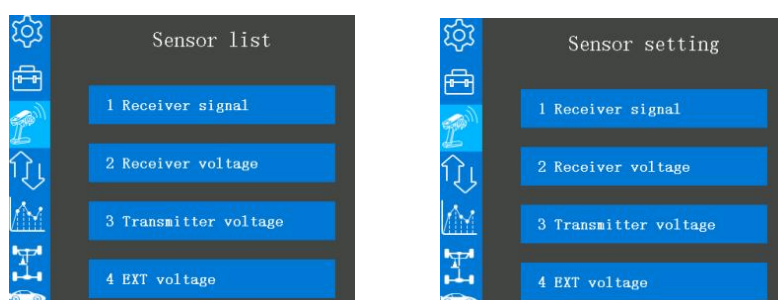 Sensor list
1 Receiver signal
2 Receiver voltage
3 Transmitter voltage
4 EXT voltage
Sensor setting
1 Receiver signal
2 Receiver voltage
3 Transmitter voltage
4 EXT voltage